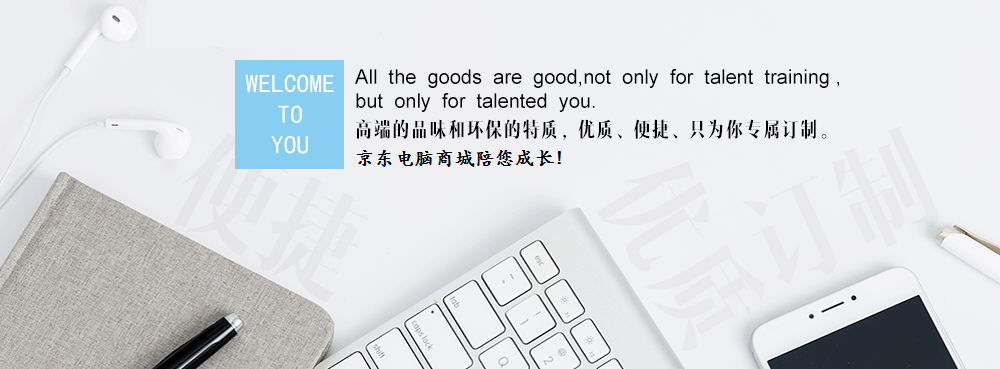 WELCOME
TO
YOU
All the goods are good,not only for talent training,
but only for talented you.
高端的品味和环保的特质，优质、便捷、只为你专属订制。
京东电脑商城陪您成长!
便捷
优质订制
esc
tab
caps lock
shift
Q
2